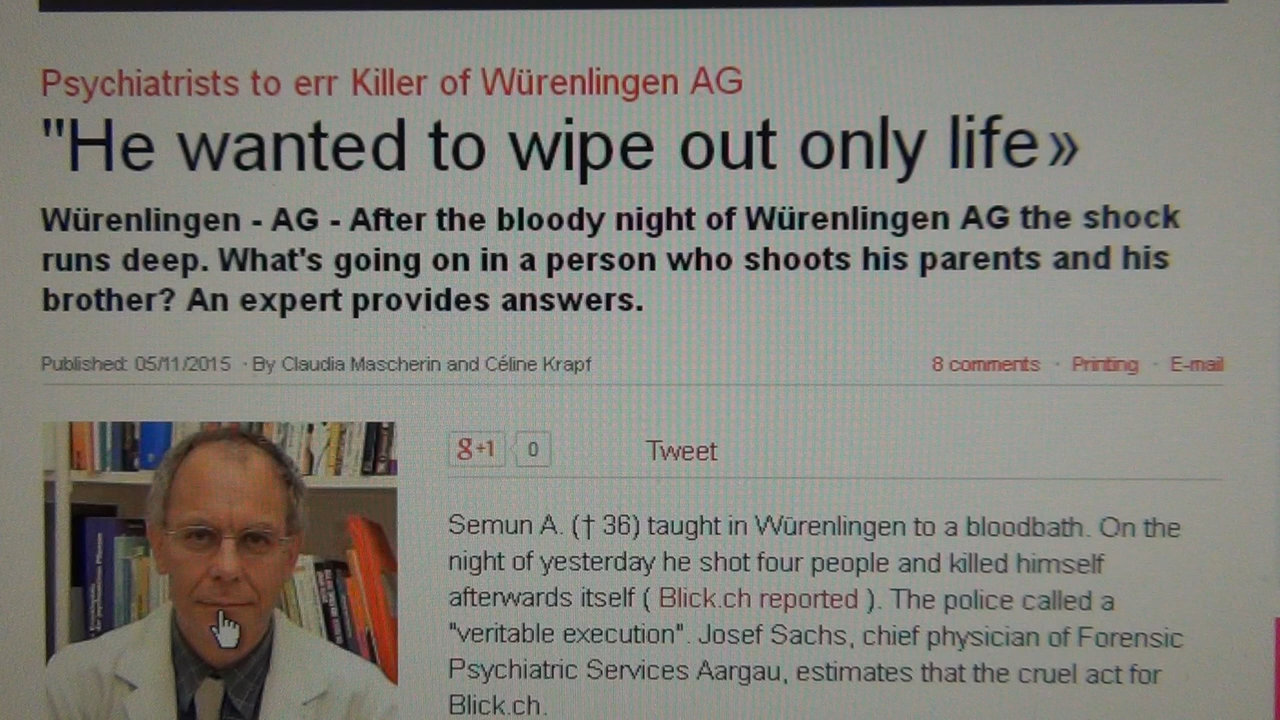 Psychiatrists to err Killer of Würenlingen AG
"He wanted to wipe out only life»
Würenlingen - AG - After the bloody night of Würenlingen AG the shock
runs deep. What's going on in a person who shoots his parents and his
brother? An expert provides answers.
Published: 05/11/2015 · By Claudia Mascherin and Céline Krapf
8 comments · Printing · E-mail
g+1 0 Tweet
Semun A. († 36) taught in Würenlingen to a bloodbath. On the
night of yesterday he shot four people and killed himself
afterwards itself ( Blick.ch reported ). The police called a
"veritable execution". Josef Sachs, chief physician of Forensic
Psychiatric Services Aargau, estimates that the cruel act for
Blick.ch.